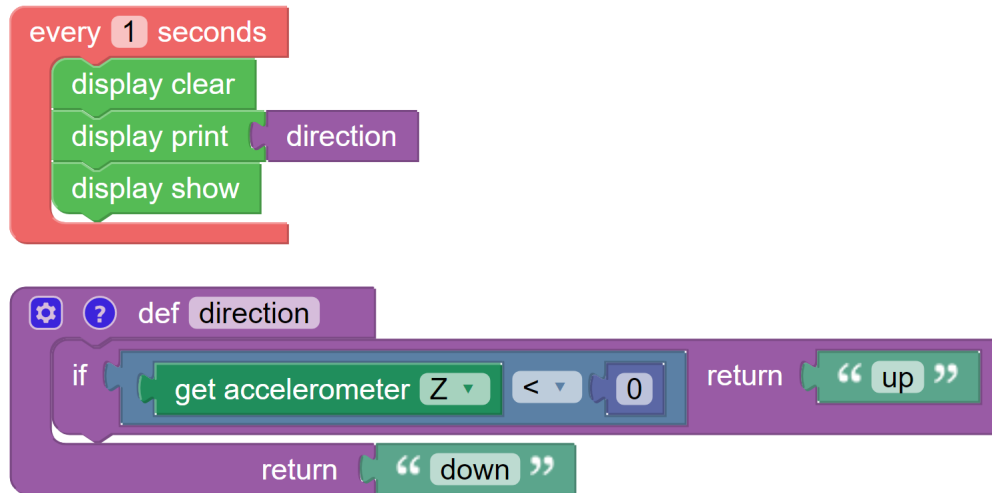 every 1 seconds
display clear
display print direction
display show
? def direction
if get accelerometer Z < 0 return “ up ”
return “ down ”